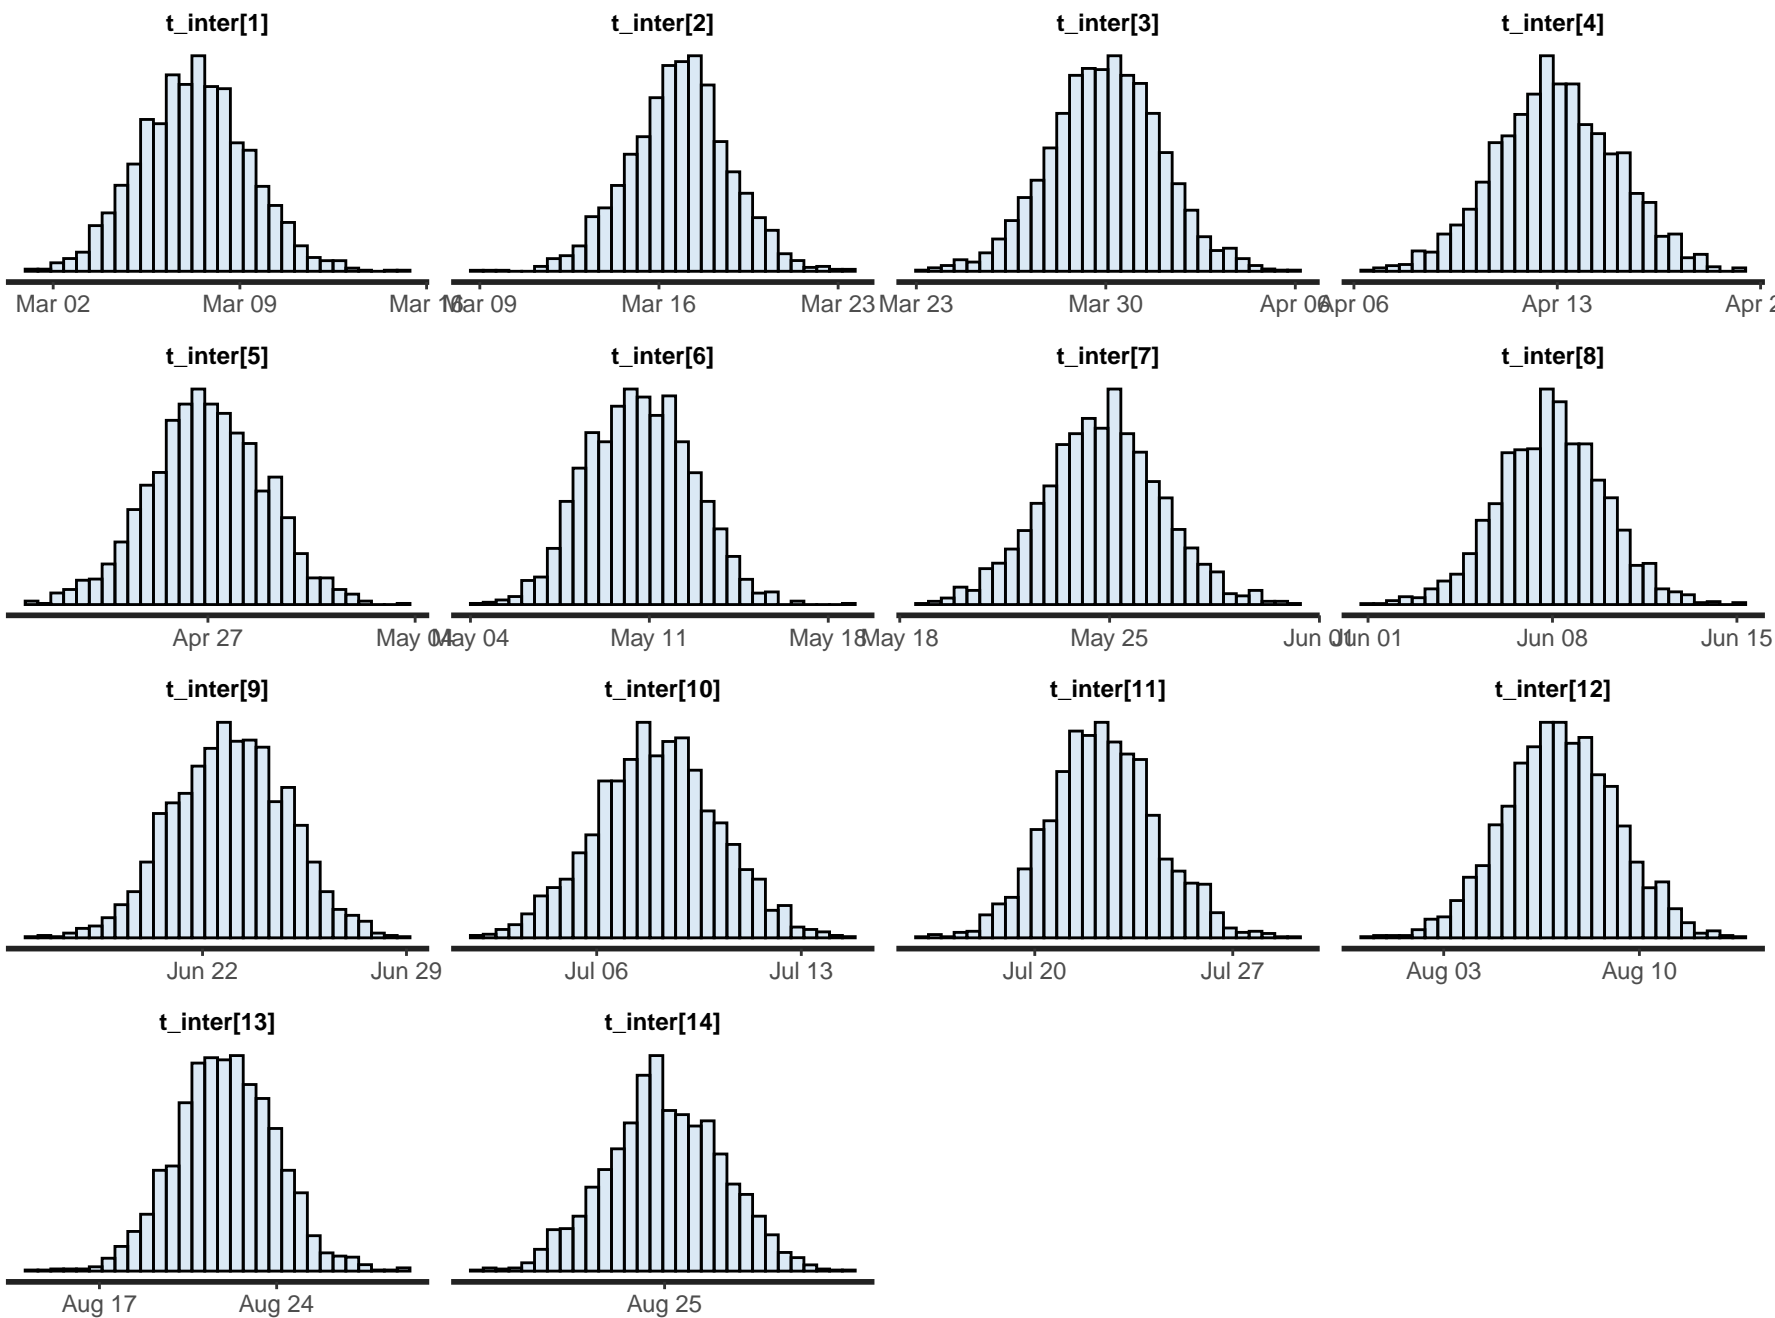 t_inter[1] t_inter[2] t_inter[3] t_inter[4]
Mar 02 Mar 09 Mar 16 Mar 09 Mar 16 Mar 23 Mar 23 Mar 30 Apr 06 Apr 06 Apr 13 Apr
t_inter[5] t_inter[6] t_inter[7] t_inter[8]
Apr 27 May 04 May 04 May 11 May 18 May 18 May 25 Jun 01 Jun 01 Jun 08 Jun 15
t_inter[9] t_inter[10] t_inter[11] t_inter[12]
Jun 22 Jun 29 Jul 06 Jul 13 Jul 20 Jul 27 Aug 03 Aug 10
t_inter[13] t_inter[14]
Aug 17 Aug 24 Aug 25